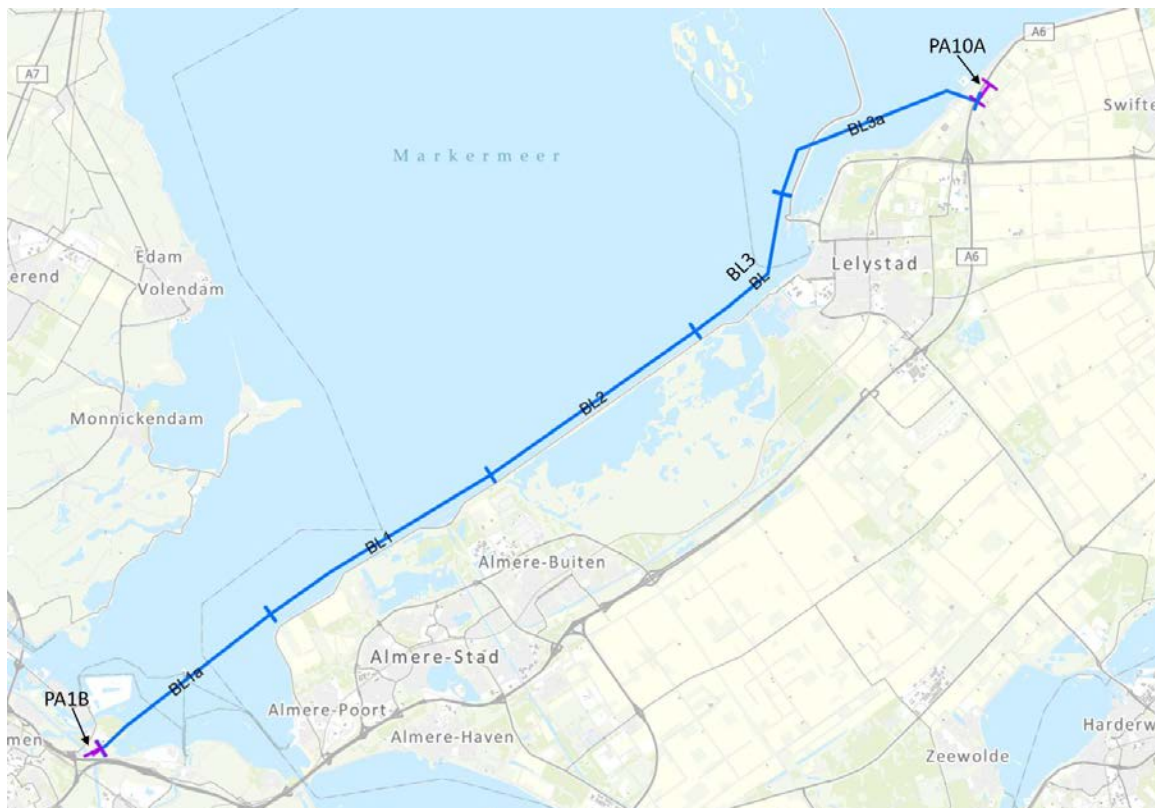 A6
PA10A
A7
Swifte
BL3a
Markermeer
Edam
Volendam
erend
BL3
BL
Lelystad
A6
BL2
Monnickendam
BL1
Almere-Buiten
Almere-Stad
BL1a
PA1B
Almere-Poort
Almere-Haven
Harderw
men
Zeewolde